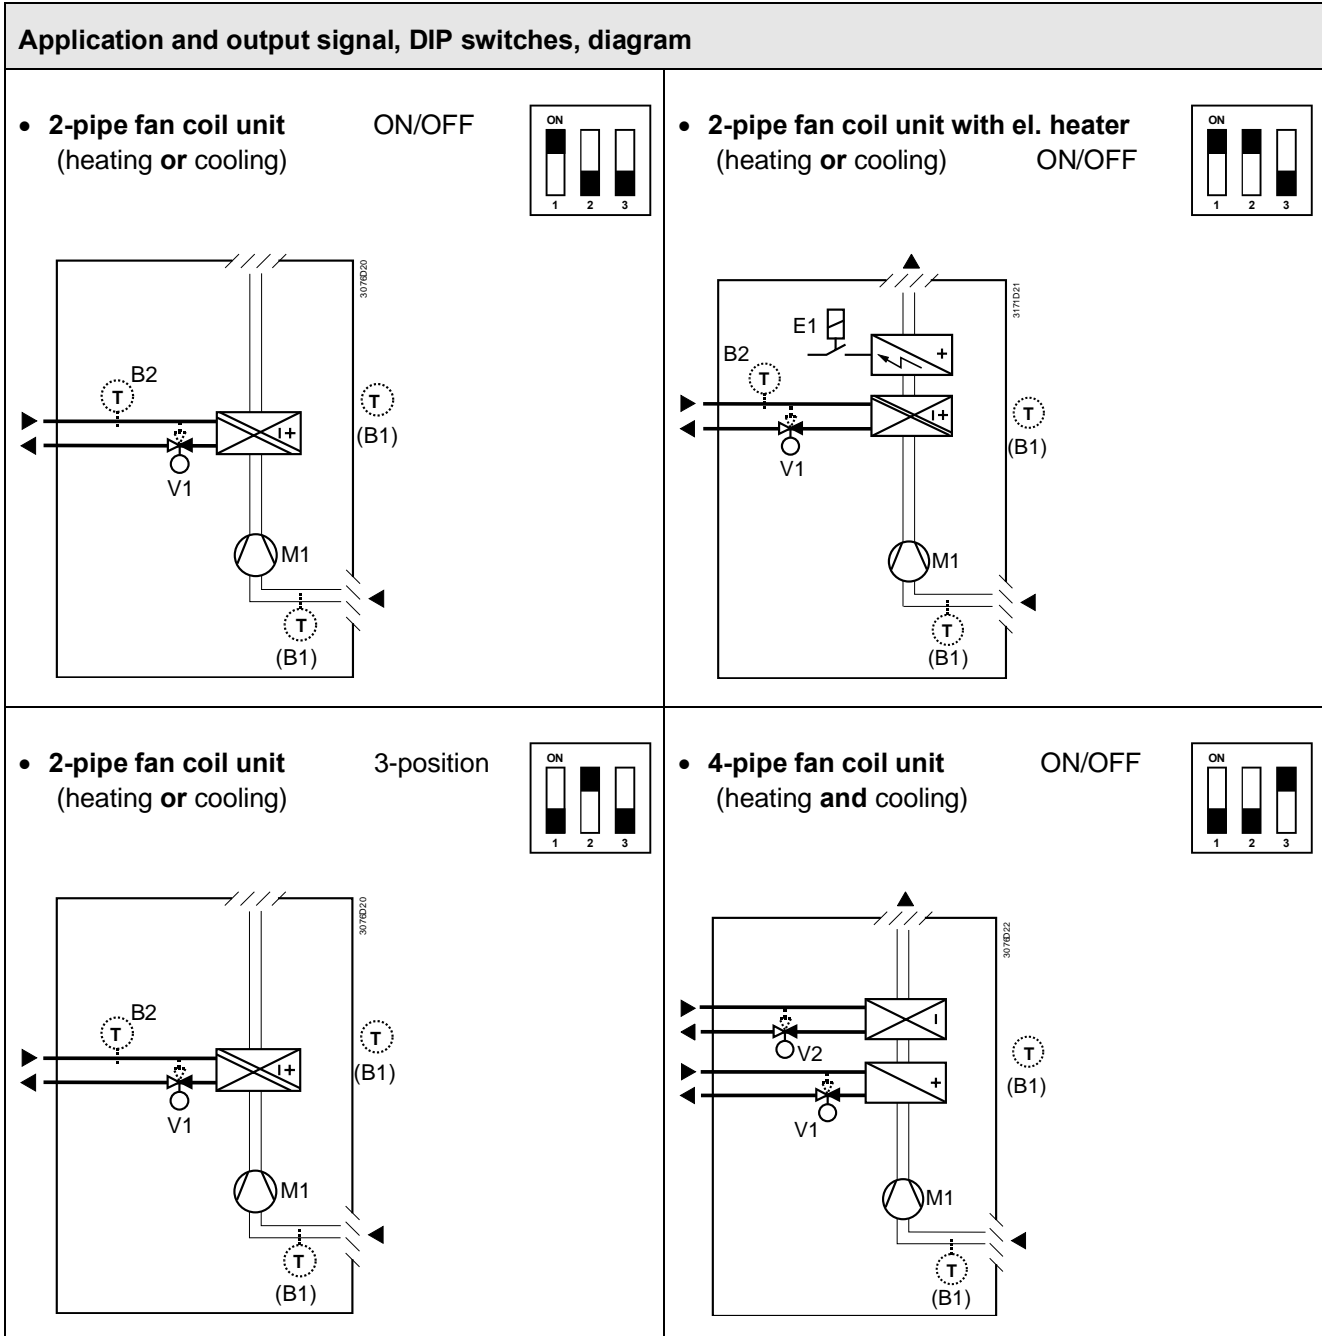 Application and output signal, DIP switches, diagram
• 2-pipe fan coil unit ON/OFF
(heating or cooling)
ON
1 2 3
3076D20
B2
T
T
(B1)
V1
M1
T
(B1)
• 2-pipe fan coil unit with el. heater
(heating or cooling) ON/OFF
ON
1 2 3
3171D21
E1
B2
T
T
(B1)
V1
M1
T
(B1)
• 2-pipe fan coil unit 3-position
(heating or cooling)
ON
1 2 3
3076D20
B2
T
T
(B1)
V1
M1
T
(B1)
• 4-pipe fan coil unit ON/OFF
(heating and cooling)
ON
1 2 3
3076D22
V2
T
(B1)
V1
M1
T
(B1)